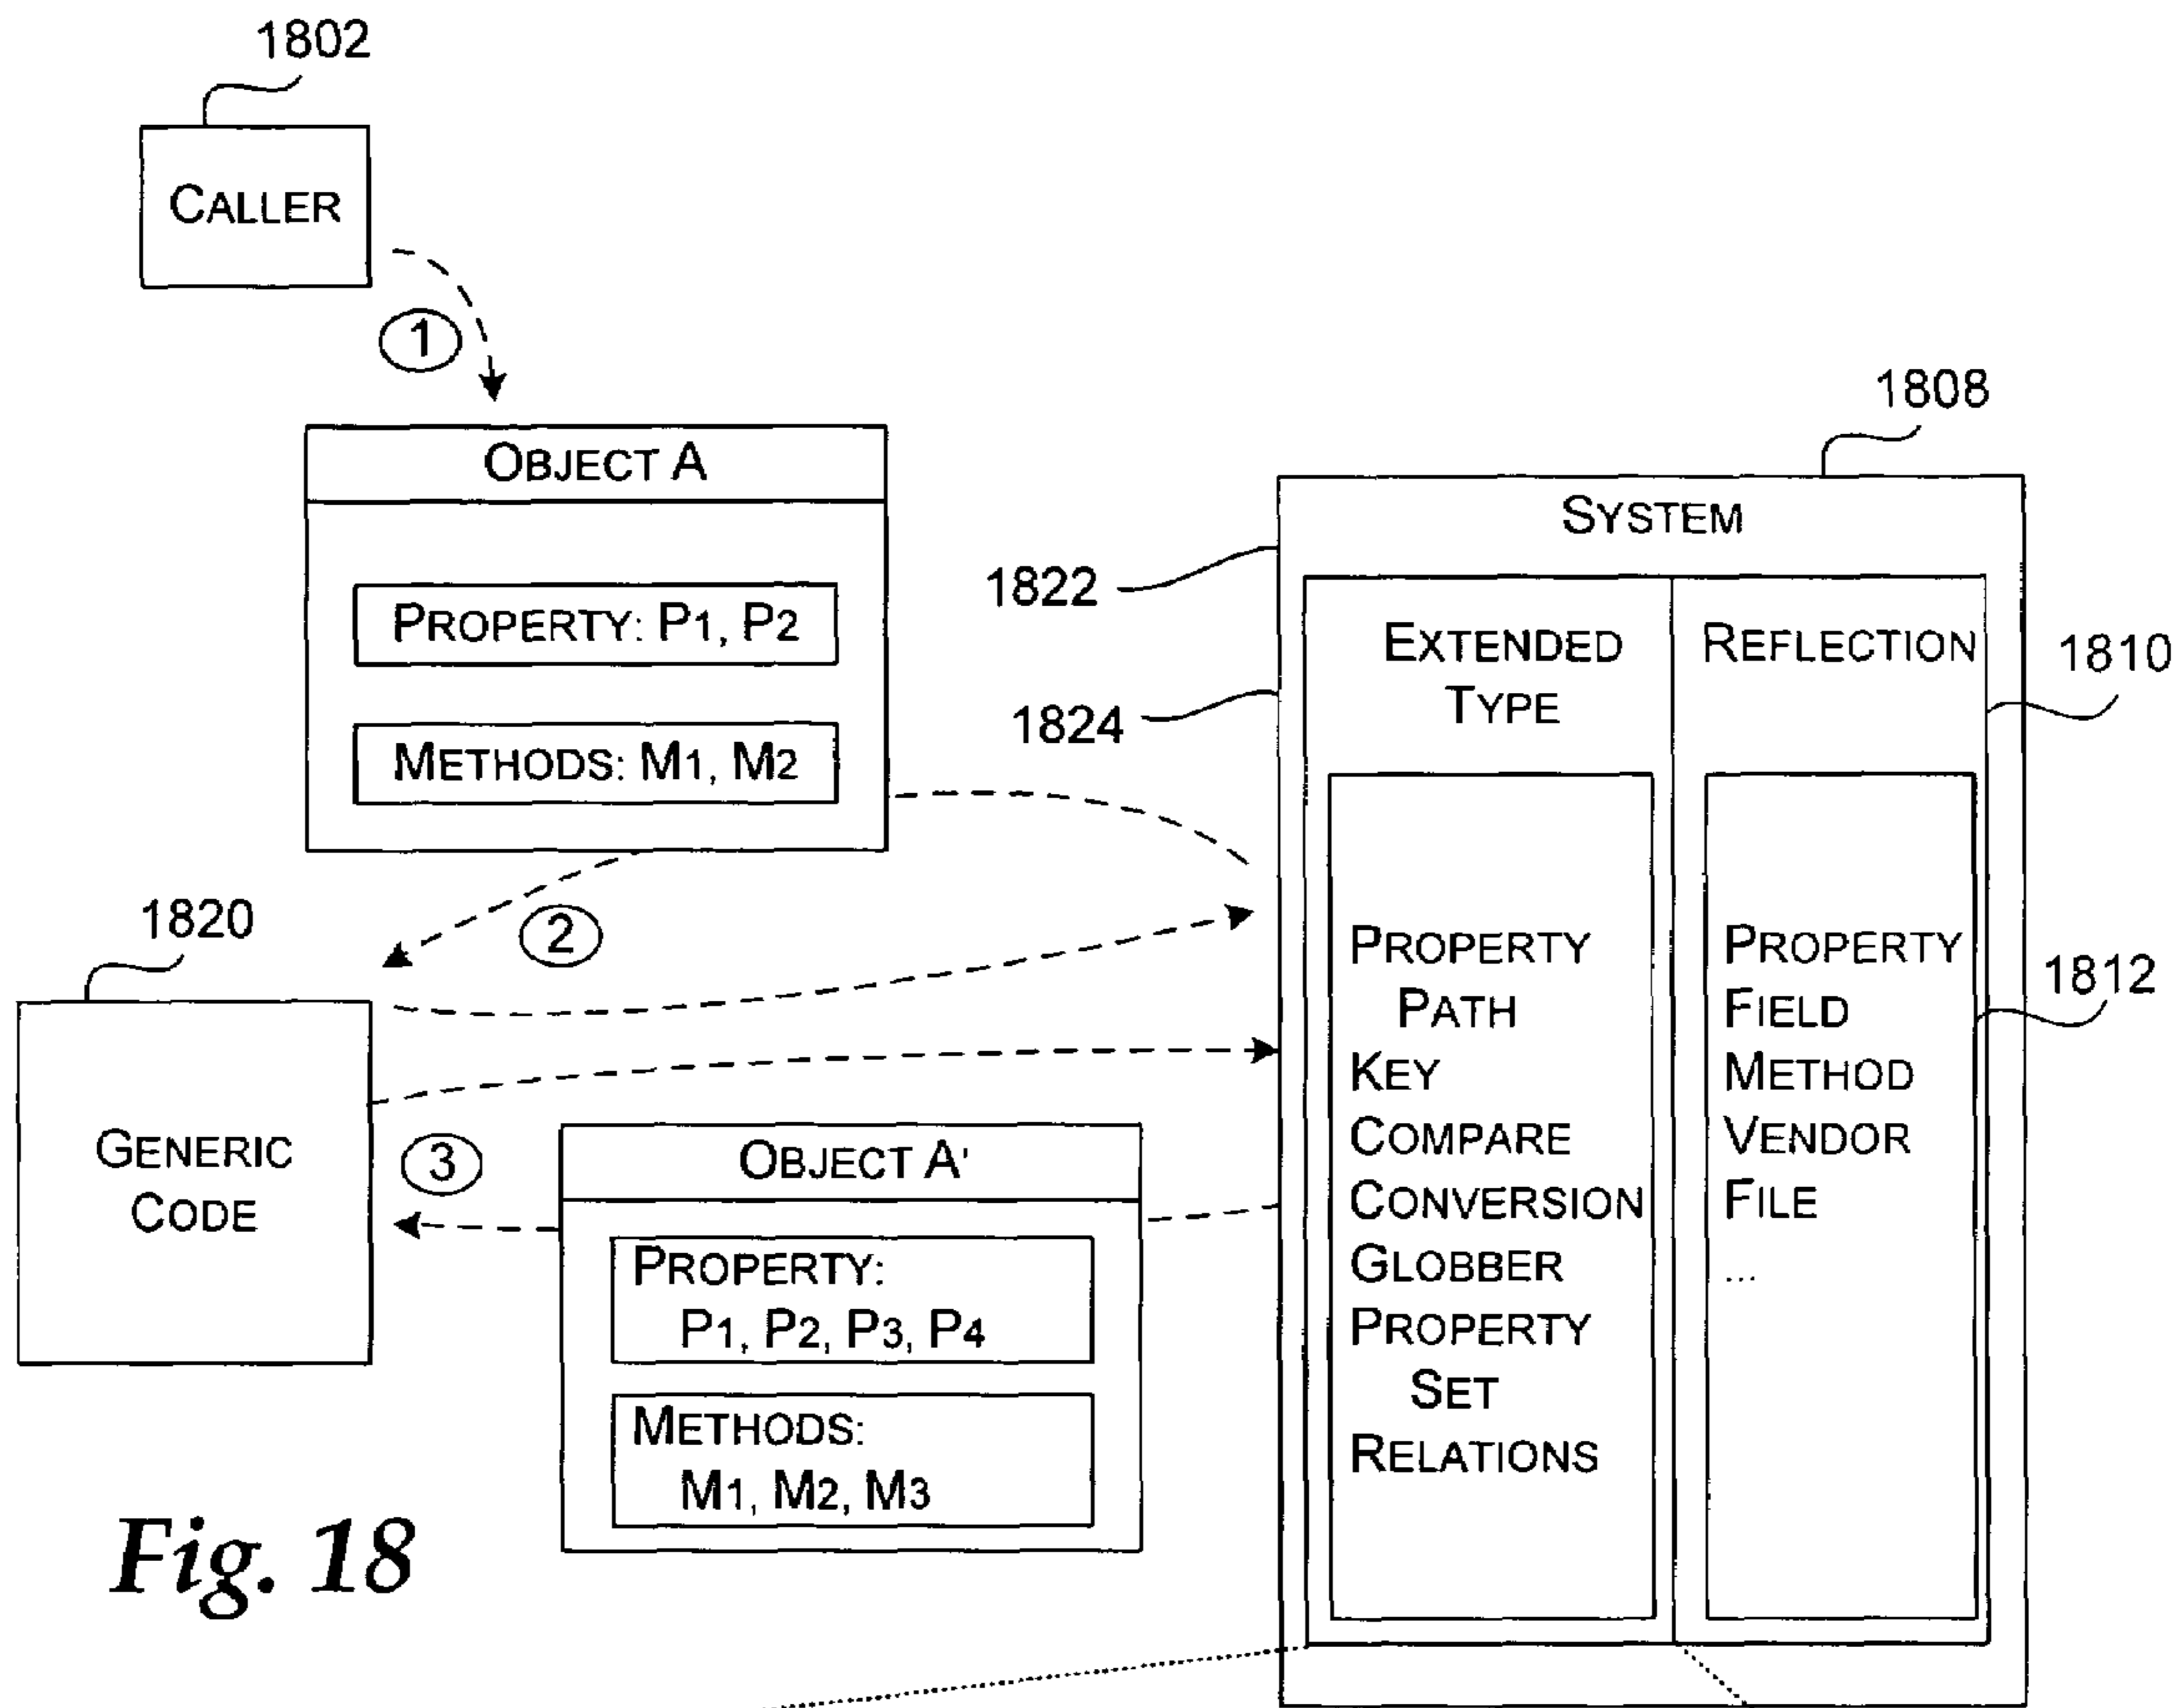 1802
CALLER
1
OBJECT A
PROPERTY: P1, P2
METHODS: M1, M2
2
1820
GENERIC
CODE
3
OBJECT A'
PROPERTY:
P1, P2, P3, P4
METHODS:
M1, M2, M3
1808
SYSTEM
1822
1824
EXTENDED
TYPE
PROPERTY
PATH
KEY
COMPARE
CONVERSION
GLOBBER
PROPERTY
SET
RELATIONS
REFLECTION
PROPERTY
FIELD
METHOD
VENDOR
FILE
...
1810
1812
Fig. 18